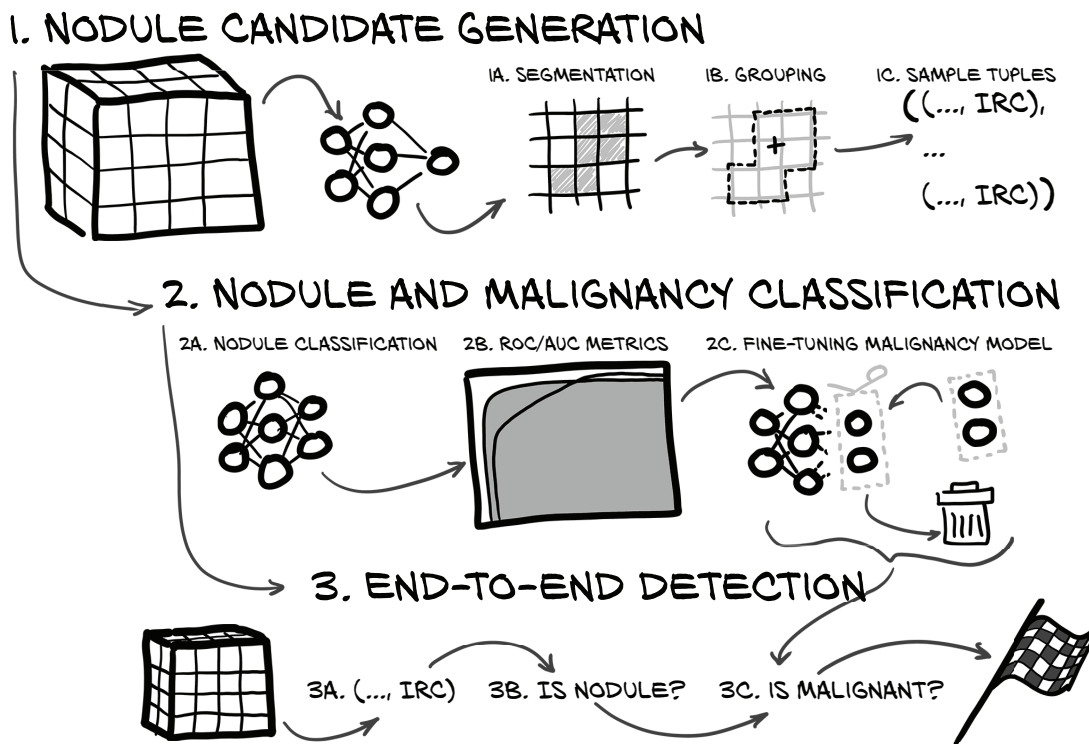 1. NODULE CANDIDATE GENERATION
1A. SEGMENTATION
1B. GROUPING
1C. SAMPLE TUPLES
((..., IRC),
...
(..., IRC))
2. NODULE AND MALIGNANCY CLASSIFICATION
2A. NODULE CLASSIFICATION
2B. ROC/AUC METRICS
2C. FINE-TUNING MALIGNANCY MODEL
3. END-TO-END DETECTION
3A. (..., IRC)
3B. IS NODULE?
3C. IS MALIGNANT?